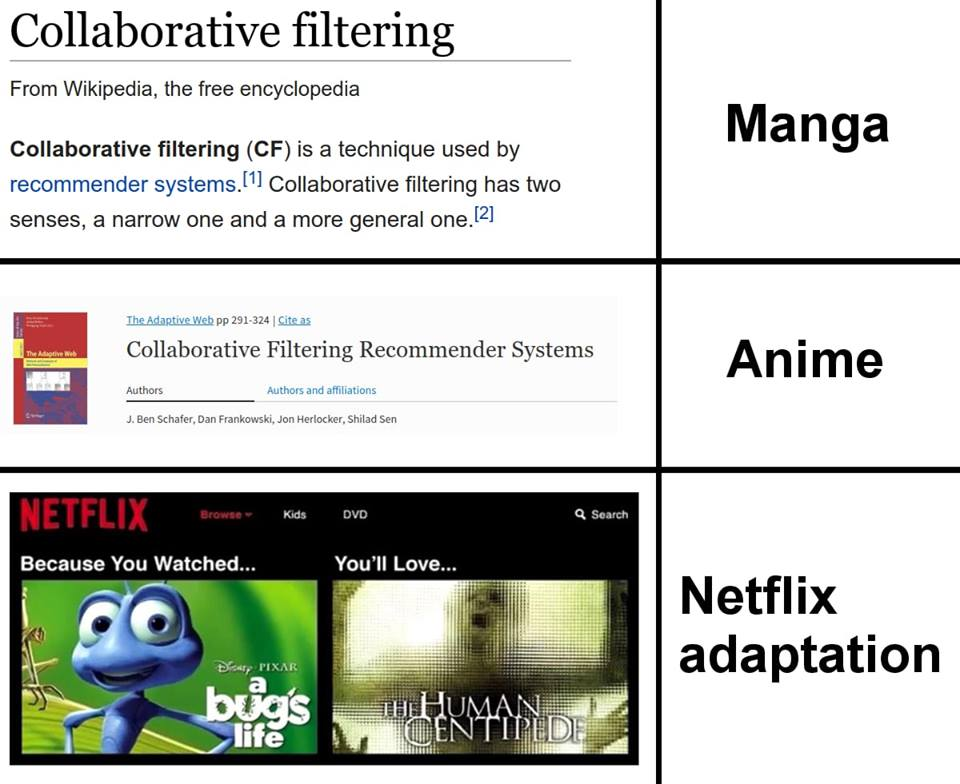 Collaborative filtering
From Wikipedia, the free encyclopedia
Collaborative filtering (CF) is a technique used by
recommender systems.[1] Collaborative filtering has two
senses, a narrow one and a more general one.[2]
Manga
The Adaptive Web pp 291-324 | Cite as
Collaborative Filtering Recommender Systems
Authors
Authors and affiliations
J. Ben Schafer, Dan Frankowski, Jon Herlocker, Shilad Sen
The Adaptive Web
Springer
Anime
NETFLIX
Browse
Kids
DVD
Search
Because You Watched...
You'll Love...
Disney · PIXAR
a
bug's
life
THE HUMAN
CENTIPEDE
Netflix
adaptation